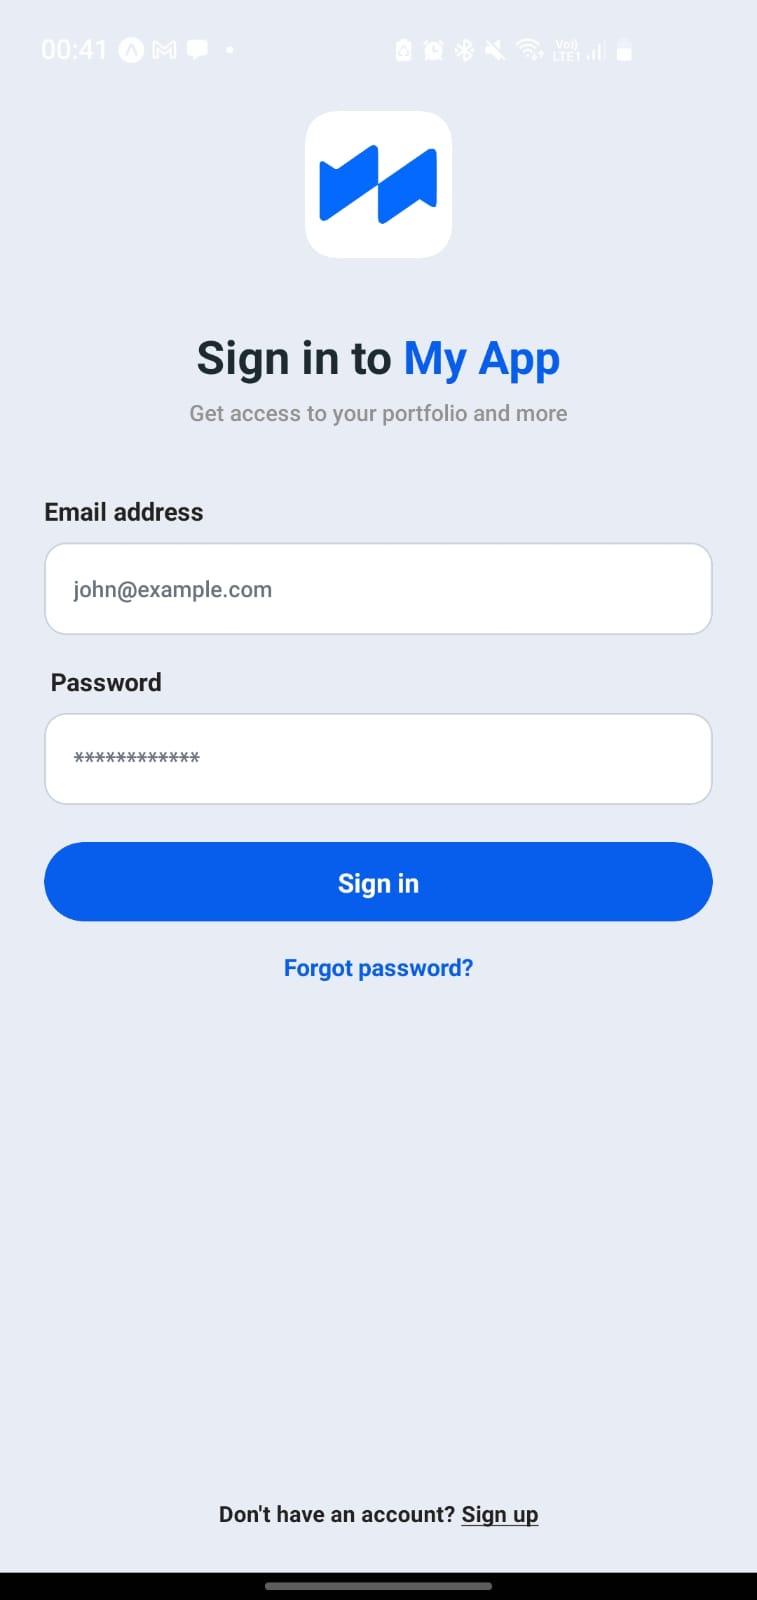 00:41
Vo)) LTE1
Sign in to My App
Get access to your portfolio and more
Email address
john@example.com
Password
************
Sign in
Forgot password?
Don't have an account? Sign up